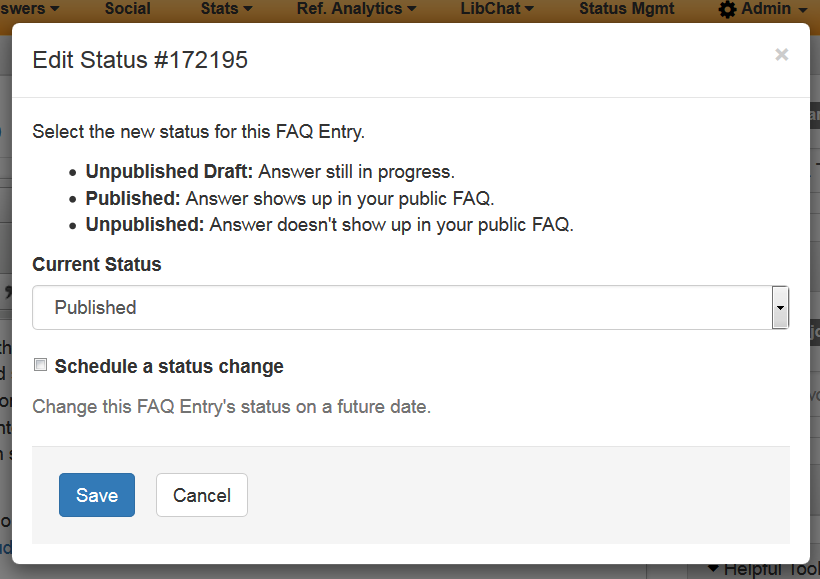 Social Stats Ref. Analytics LibChat Status Mgmt Admin
Edit Status #172195
×
Select the new status for this FAQ Entry.
• Unpublished Draft: Answer still in progress.
• Published: Answer shows up in your public FAQ.
• Unpublished: Answer doesn't show up in your public FAQ.
Current Status
Published
Schedule a status change
Change this FAQ Entry's status on a future date.
Save Cancel
Helpful Tool